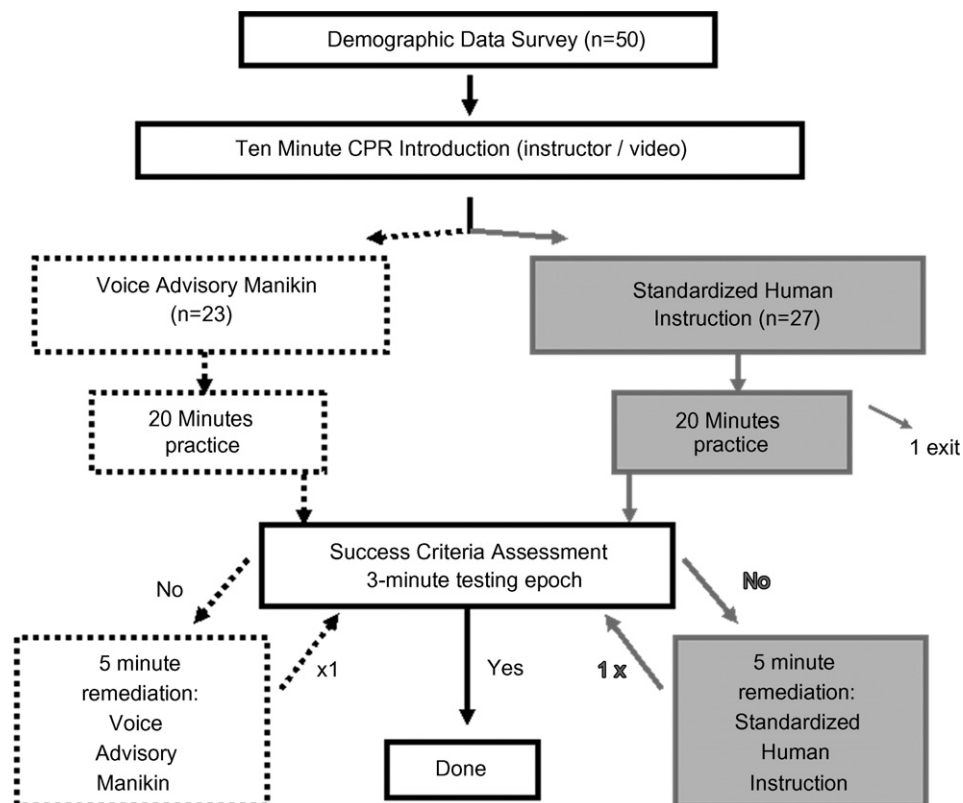 Demographic Data Survey (n=50)
Ten Minute CPR Introduction (instructor / video)
Voice Advisory Manikin
(n=23)
Standardized Human
Instruction (n=27)
20 Minutes
practice
20 Minutes
practice
1 exit
Success Criteria Assessment
3-minute testing epoch
No
No
5 minute
remediation:
Voice
Advisory
Manikin
x1
Yes
1 x
5 minute
remediation:
Standardized
Human
Instruction
Done